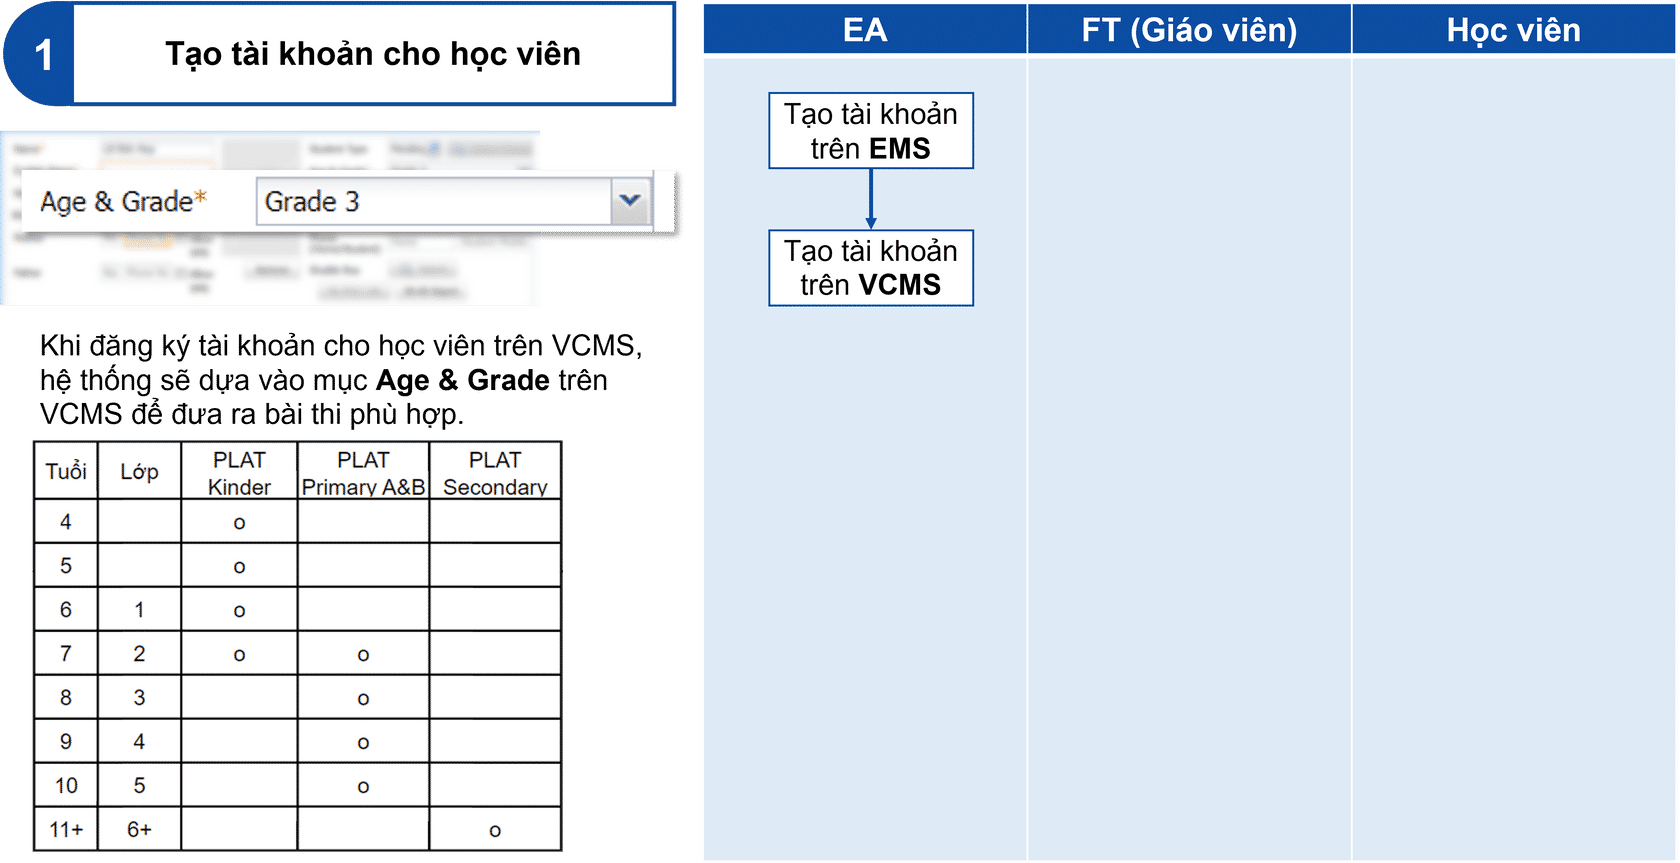 1
Tạo tài khoản cho học viên
Age & Grade*
Grade 3
Khi đăng ký tài khoản cho học viên trên VCMS,
hệ thống sẽ dựa vào mục Age & Grade trên
VCMS để đưa ra bài thi phù hợp.
Tuổi Lớp PLAT Kinder PLAT Primary A&B PLAT Secondary
4 o
5 o
6 1 o
7 2 o o
8 3 o
9 4 o
10 5 o
11+ 6+ o
EA FT (Giáo viên) Học viên
Tạo tài khoản
trên EMS
Tạo tài khoản
trên VCMS